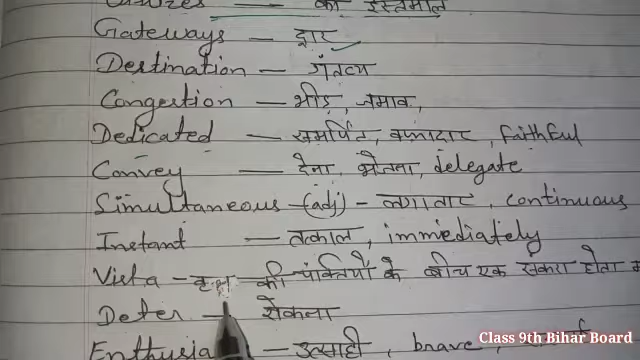 का इस्तेमाल
Gateways - द्वार
Destination - गंतव्य
Congestion - भीड़, जमाव,
Dedicated - समर्पित, वफादार, faithful
Convey - देना, भेजना, delegate
Simultaneous -(adj) - लगातार, continuous
Instant - तत्काल, immediately
Vista - वृक्ष की पंक्तियों के बीच एक संकरा होता
Deter - रोकना
Enthusia - उत्साही, brave,
Class 9th Bihar Board